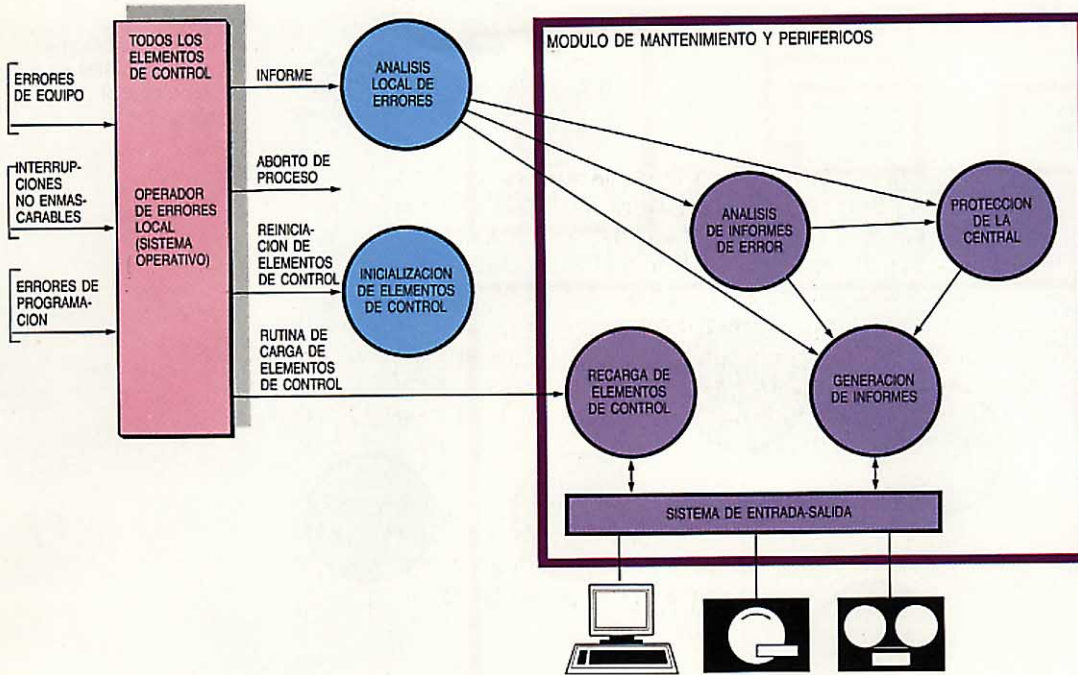 ERRORES
DE EQUIPO
INTERRUP-
CIONES
NO ENMAS-
CARABLES
ERRORES DE
PROGRAMA-
CION
TODOS LOS
ELEMENTOS
DE CONTROL
OPERADOR
DE ERRORES
LOCAL
(SISTEMA
OPERATIVO)
INFORME
ABORTO DE
PROCESO
REINICIA-
CION DE
ELEMENTOS
DE CONTROL
RUTINA DE
CARGA DE
ELEMENTOS
DE CONTROL
ANALISIS
LOCAL DE
ERRORES
INICIALIZACION
DE ELEMENTOS
DE CONTROL
MODULO DE MANTENIMIENTO Y PERIFERICOS
ANALISIS
DE INFORMES
DE ERROR
PROTECCION
DE LA
CENTRAL
RECARGA DE
ELEMENTOS
DE CONTROL
GENERACION
DE INFORMES
SISTEMA DE ENTRADA-SALIDA